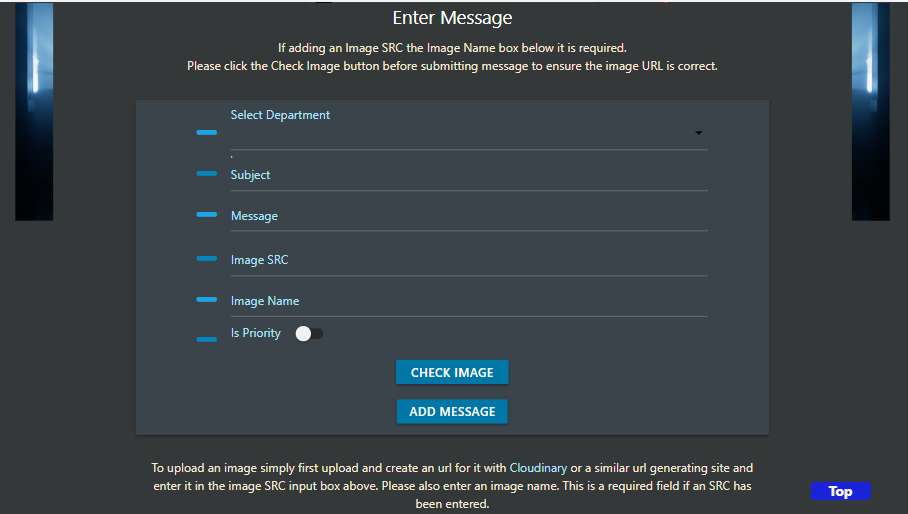 Enter Message
If adding an Image SRC the Image Name box below it is required.
Please click the Check Image button before submitting message to ensure the image URL is correct.
Select Department
Subject
Message
Image SRC
Image Name
Is Priority
CHECK IMAGE
ADD MESSAGE
To upload an image simply first upload and create an url for it with Cloudinary or a similar url generating site and
enter it in the image SRC input box above. Please also enter an image name. This is a required field if an SRC has
been entered.
Top